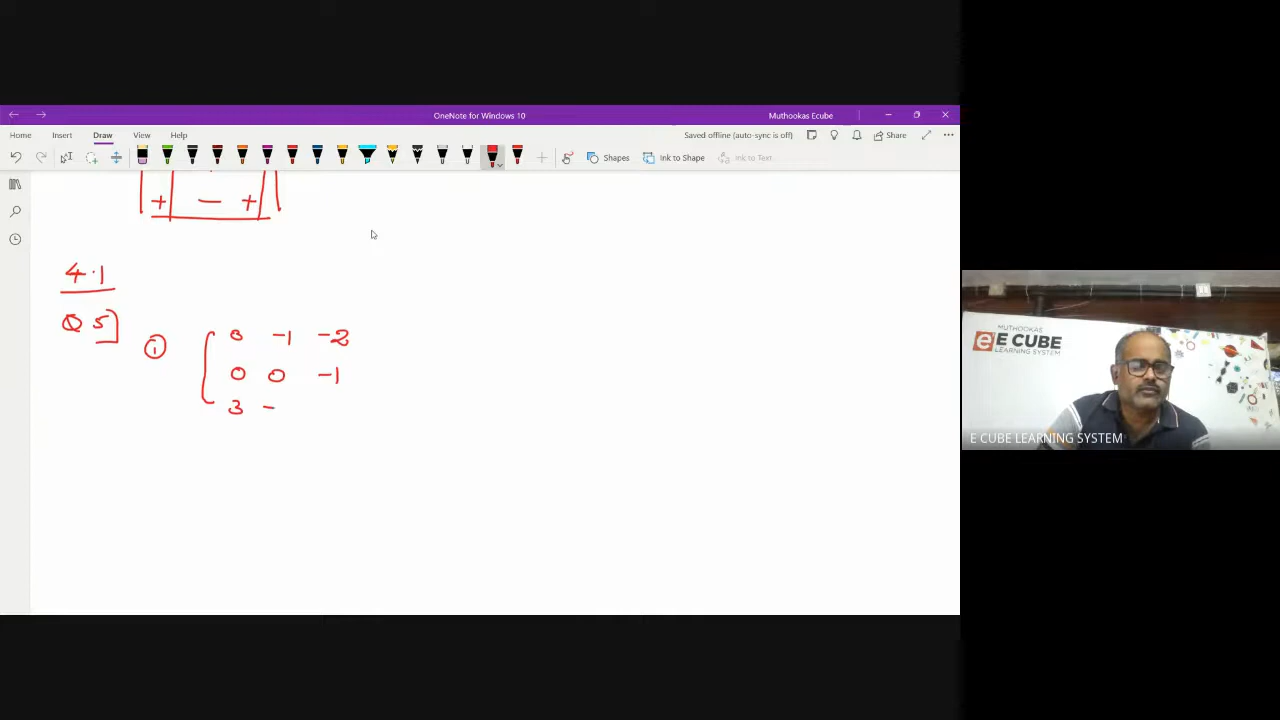 OneNote for Windows 10
Muthookas Ecube
Home Insert Draw View Help
Saved offline (auto-sync is off)
Share
Shapes
Ink to Shape
Ink to Text
+ - +
4.1
Q 5]
① 0 -1 -2
0 0 -1
3 -
MUTHOOKAS
E CUBE
LEARNING SYSTEM
E CUBE LEARNING SYSTEM